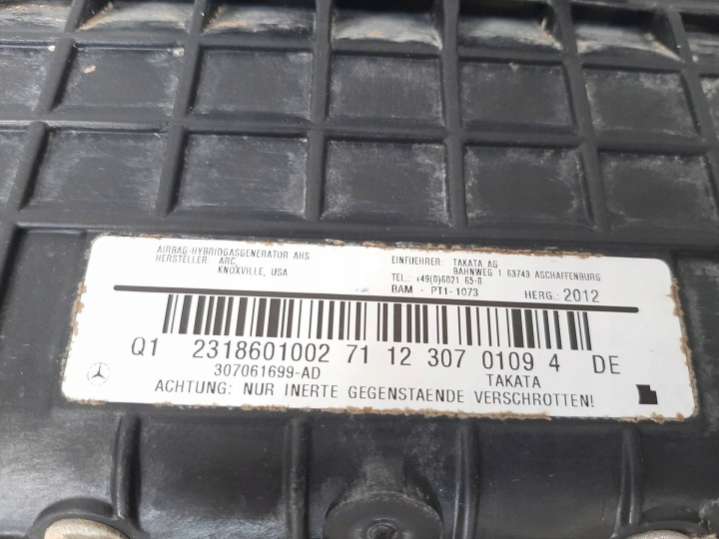 AIRBAG-HYBRIDGASGENERATOR AHS
HERSTELLER ARC,
KNOXVILLE, USA
EINFUEHRER: TAKATA AG
BAHNWEG 1 63743 ASCHAFFENBURG
TEL.: +49(0)6021 65-0
BAM - PT1-1073 HERG.: 2012
Q1 2318601002 71 12 307 0109 4 DE
307061699-AD TAKATA
ACHTUNG: NUR INERTE GEGENSTAENDE VERSCHROTTEN!